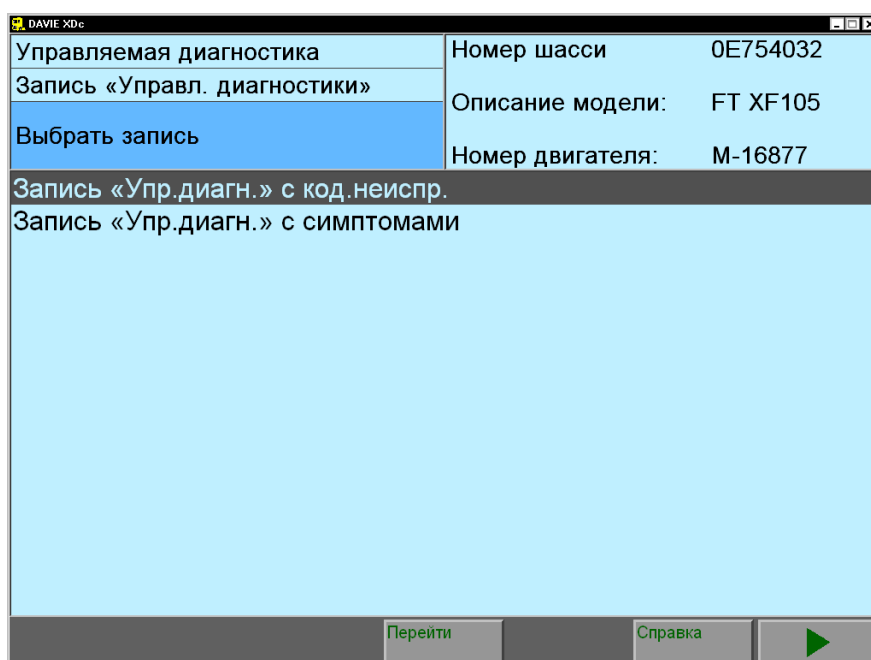 DAVIE XDc
Управляемая диагностика
Запись «Управл. диагностики»
Выбрать запись
Номер шасси 0E754032
Описание модели: FT XF105
Номер двигателя: M-16877
Запись «Упр.диагн.» с код.неиспр.
Запись «Упр.диагн.» с симптомами
Перейти
Справка